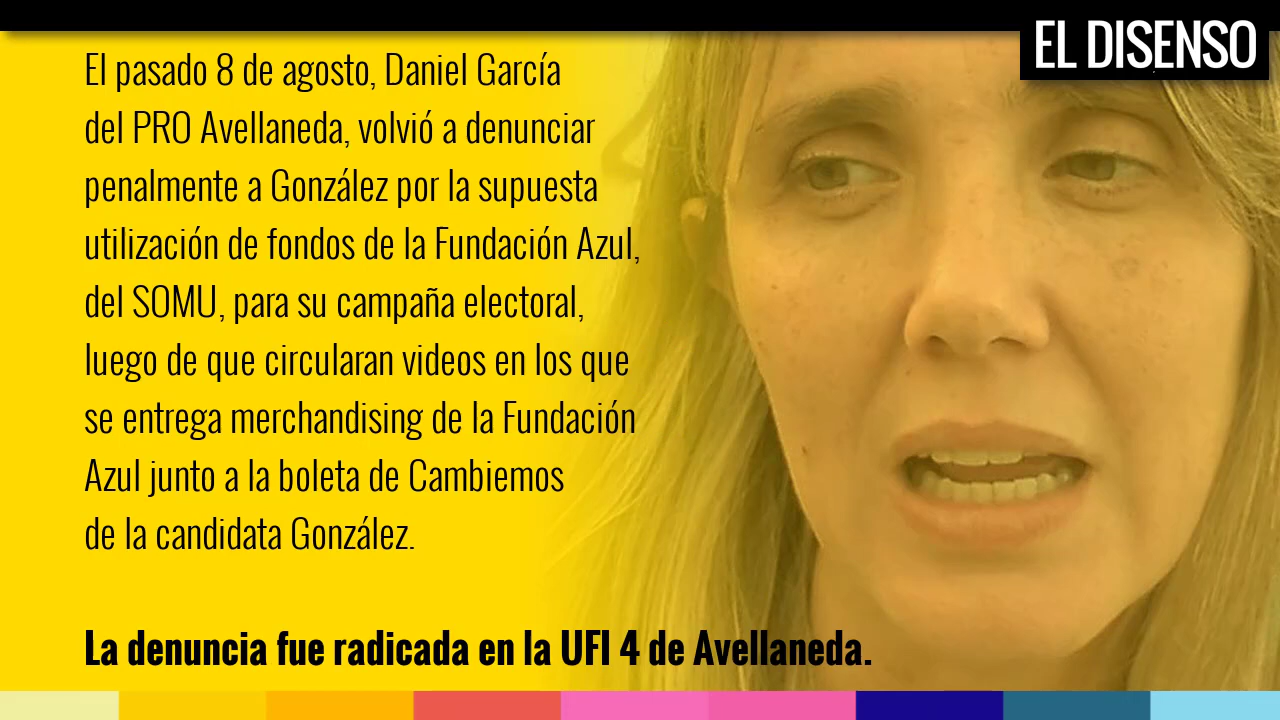 EL DISENSO
El pasado 8 de agosto, Daniel García
del PRO Avellaneda, volvió a denunciar
penalmente a González por la supuesta
utilización de fondos de la Fundación Azul,
del SOMU, para su campaña electoral,
luego de que circularan videos en los que
se entrega merchandising de la Fundación
Azul junto a la boleta de Cambiemos
de la candidata González.
La denuncia fue radicada en la UFI 4 de Avellaneda.